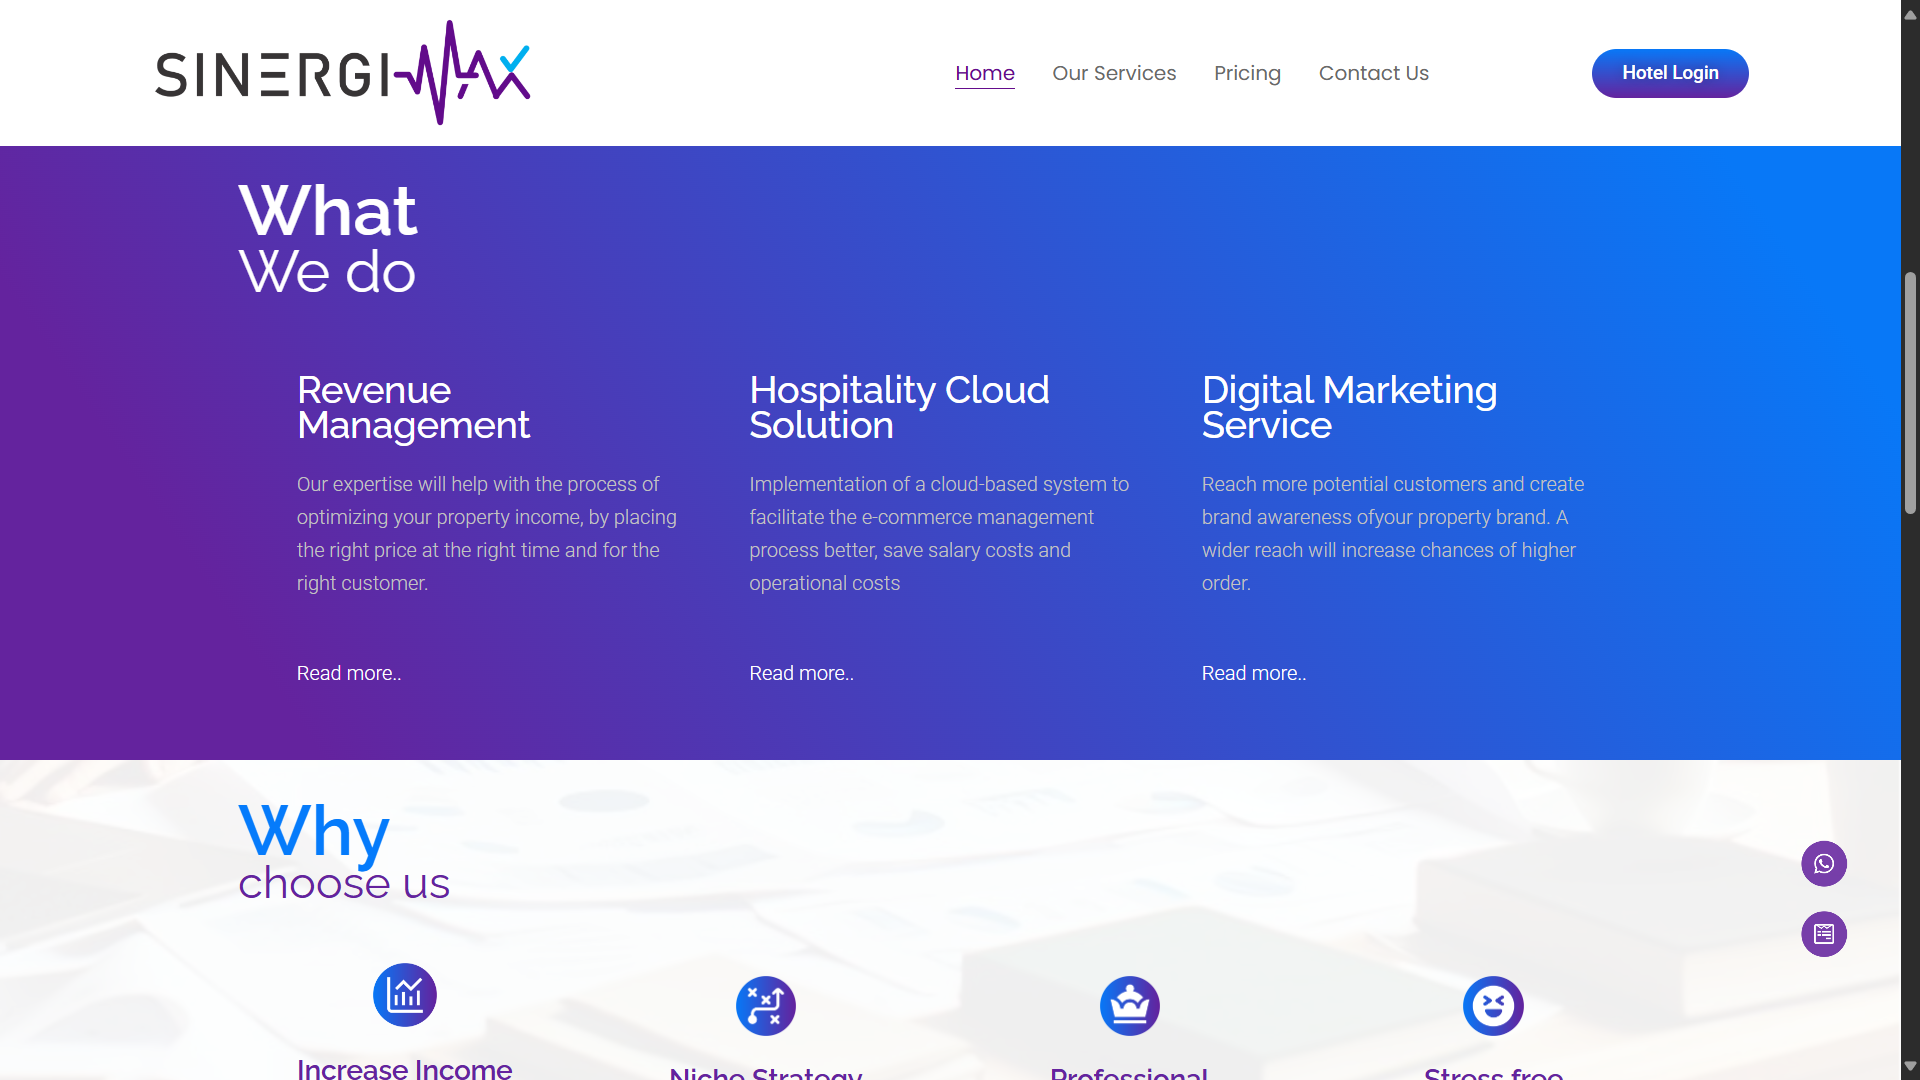 SINERGIMAX
Home
Our Services
Pricing
Contact Us
Hotel Login
What
We do
Revenue
Management
Our expertise will help with the process of
optimizing your property income, by placing
the right price at the right time and for the
right customer.
Read more..
Hospitality Cloud
Solution
Implementation of a cloud-based system to
facilitate the e-commerce management
process better, save salary costs and
operational costs
Read more..
Digital Marketing
Service
Reach more potential customers and create
brand awareness ofyour property brand. A
wider reach will increase chances of higher
order.
Read more..
Why
choose us
Increase Income
Niche Strategy
Professional
Stress free